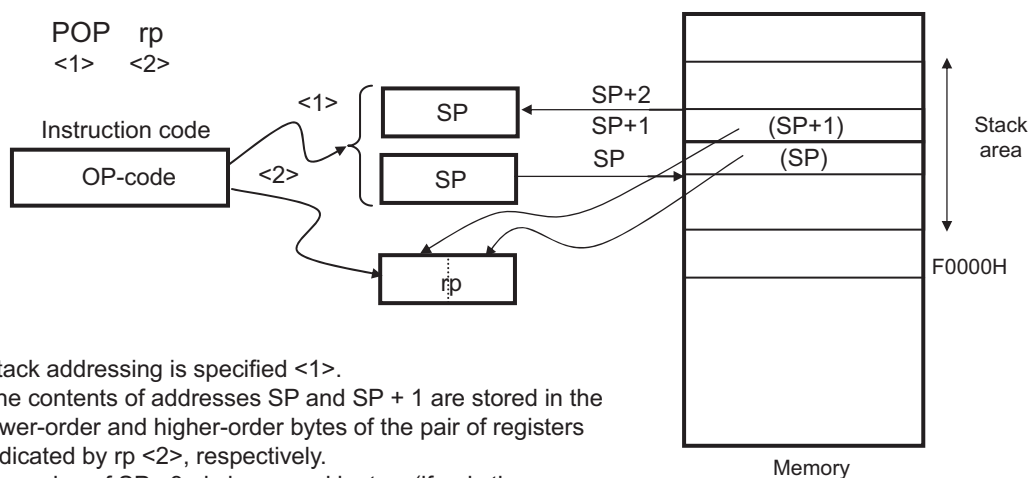 POP rp
<1> <2>
<1>
SP
SP+2
SP+1
(SP+1)
Stack
area
Instruction code
OP-code
<2>
SP
SP
(SP)
rp
F0000H
tack addressing is specified <1>.
he contents of addresses SP and SP + 1 are stored in the
wer-order and higher-order bytes of the pair of registers
dicated by rp <2>, respectively.
Memory